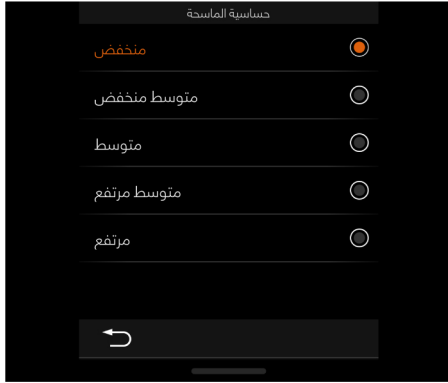 حساسية الماسحة
منخفض
متوسط منخفض
متوسط
متوسط مرتفع
مرتفع